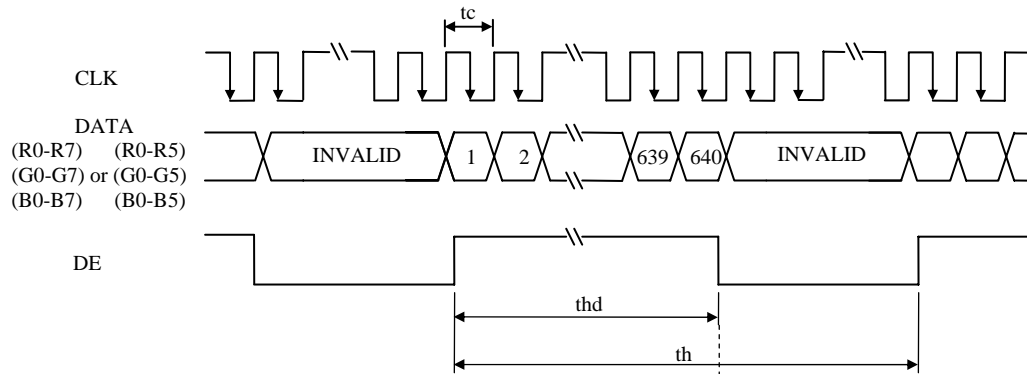 tc
CLK
DATA
(R0-R7) (R0-R5)
(G0-G7) or (G0-G5)
(B0-B7) (B0-B5)
INVALID 1 2 639 640 INVALID
DE
thd
th